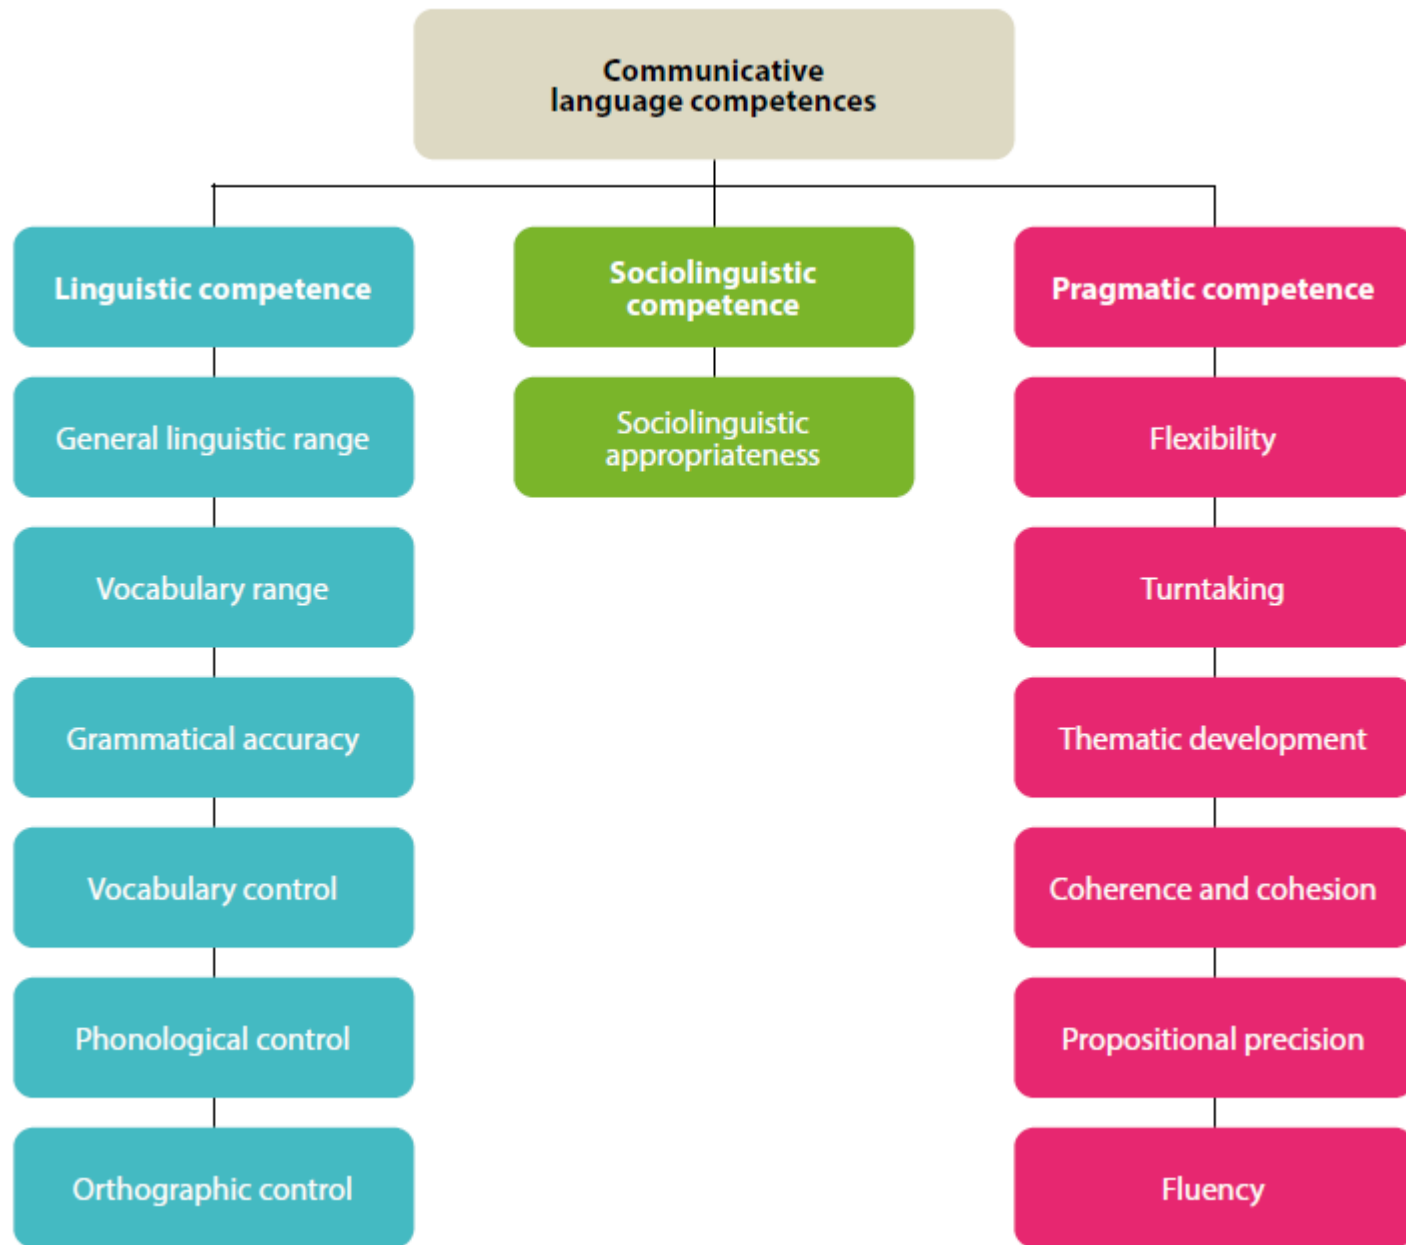 Communicative
language competences
Linguistic competence
General linguistic range
Vocabulary range
Grammatical accuracy
Vocabulary control
Phonological control
Orthographic control
Sociolinguistic
competence
Sociolinguistic
appropriateness
Pragmatic competence
Flexibility
Turntaking
Thematic development
Coherence and cohesion
Propositional precision
Fluency